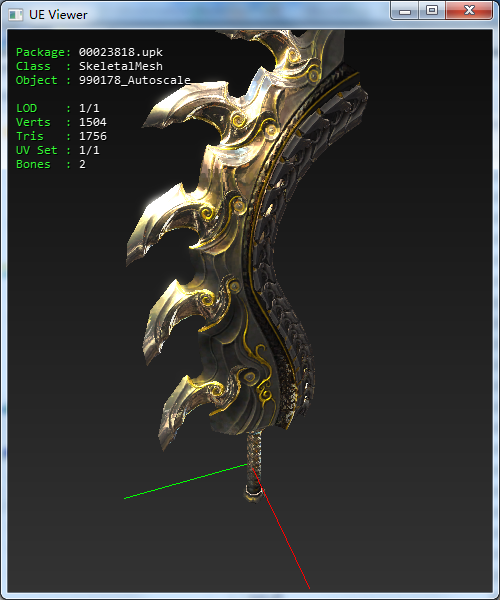 UE Viewer
Package: 00023818.upk
Class : SkeletalMesh
Object : 990178_Autoscale_
LOD : 1/1
Verts : 1504
Tris : 1756
UV Set : 1/1
Bones : 2